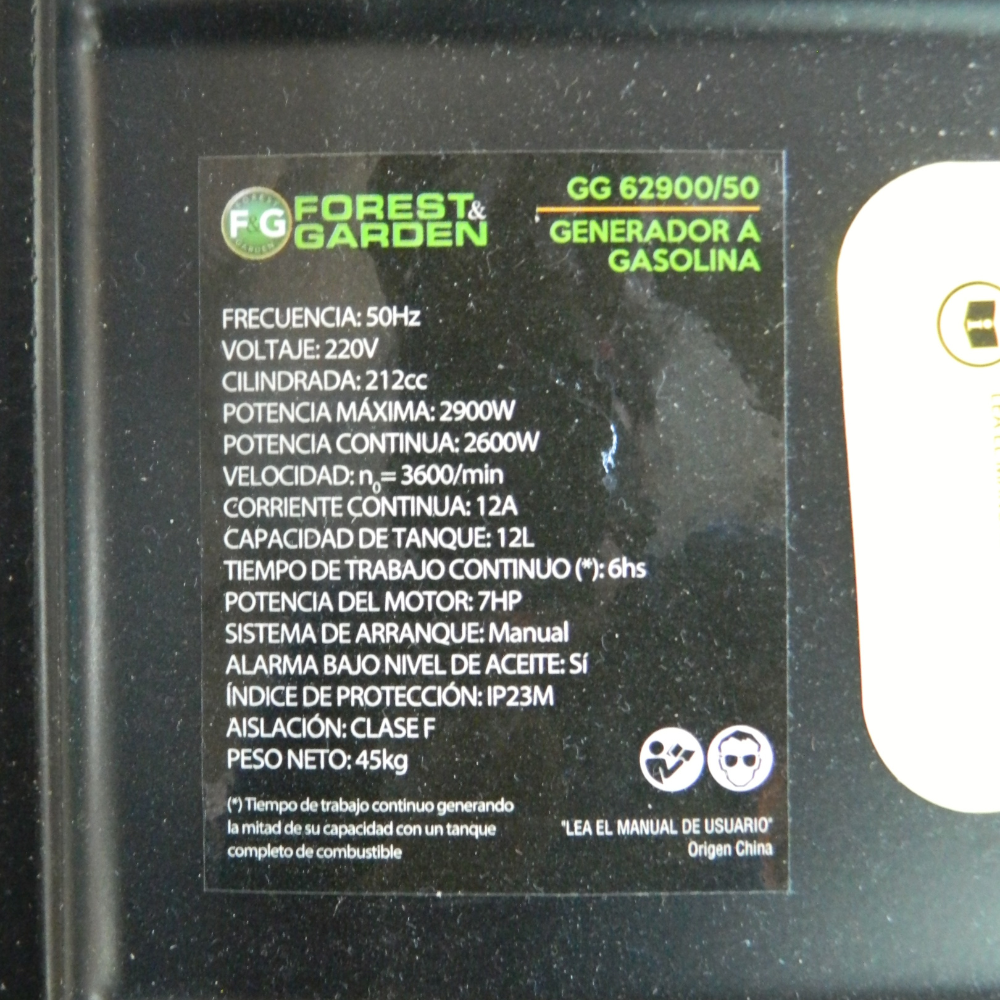 F&G
FOREST&
GARDEN
GG 62900/50
GENERADOR A
GASOLINA
FRECUENCIA: 50Hz
VOLTAJE: 220V
CILINDRADA: 212cc
POTENCIA MÁXIMA: 2900W
POTENCIA CONTINUA: 2600W
VELOCIDAD: n₀= 3600/min
CORRIENTE CONTINUA: 12A
CAPACIDAD DE TANQUE: 12L
TIEMPO DE TRABAJO CONTINUO (*): 6hs
POTENCIA DEL MOTOR: 7HP
SISTEMA DE ARRANQUE: Manual
ALARMA BAJO NIVEL DE ACEITE: Sí
ÍNDICE DE PROTECCIÓN: IP23M
AISLACIÓN: CLASE F
PESO NETO: 45kg
(*) Tiempo de trabajo continuo generando
la mitad de su capacidad con un tanque
completo de combustible
"LEA EL MANUAL DE USUARIO"
Origen China